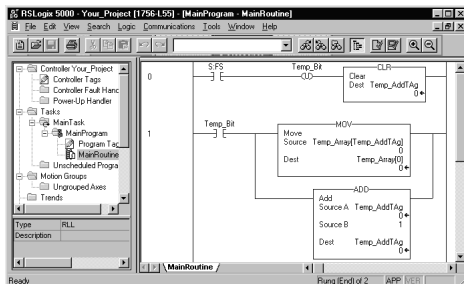 RSLogix 5000 - Your_Project [1756-L55] - [MainProgram - MainRoutine]
File Edit View Search Logic Communications Tools Window Help
Controller Your_Project
Controller Tags
Controller Fault Hanc
Power-Up Handler
Tasks
MainTask
MainProgram
Program Tag
MainRoutine
Unscheduled Progra
Motion Groups
Ungrouped Axes
Trends
Type RLL
Description
0
S:FS
Temp_Bit
U
CLR
Clear
Dest Temp_AddTAg
0
1
Temp_Bit
MOV
Move
Source Temp_Array[Temp_AddTAg]
0
Dest Temp_Array[0]
0
ADD
Add
Source A Temp_AddTAg
0
Source B 1
Dest Temp_AddTAg
0
MainRoutine
Ready
Rung (End) of 2 APP VER